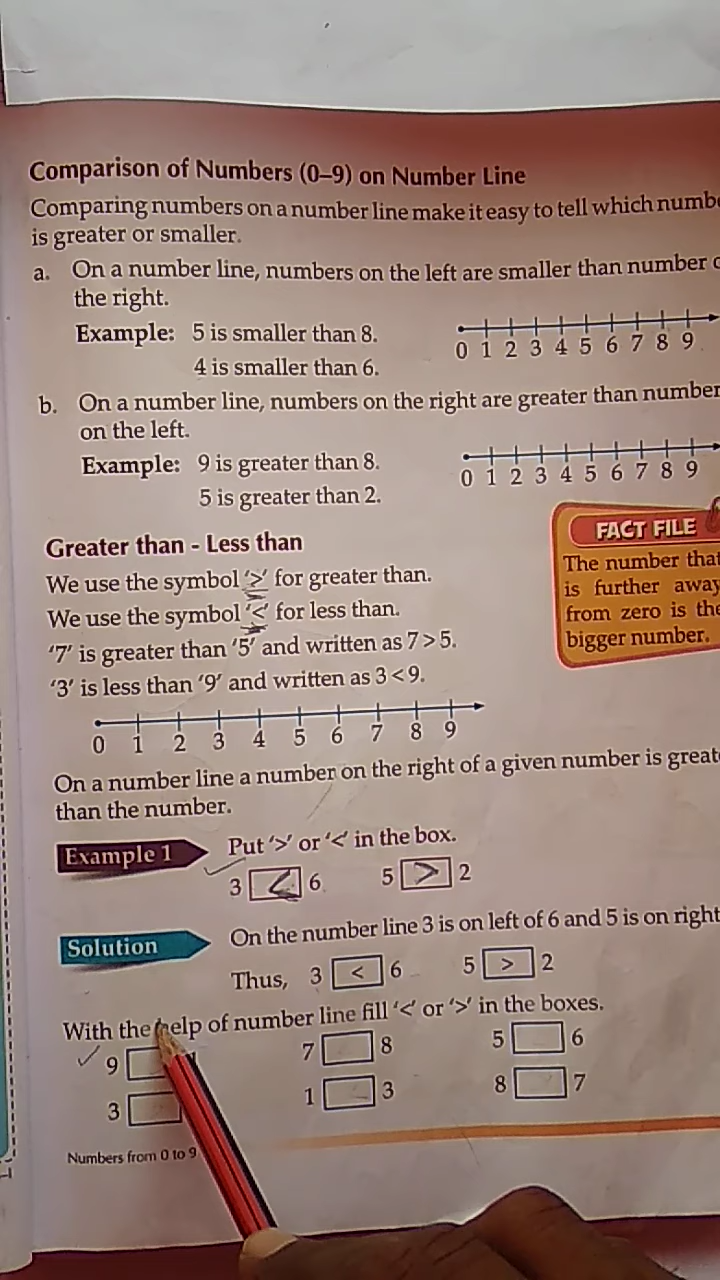 Comparison of Numbers (0–9) on Number Line
Comparing numbers on a number line make it easy to tell which
is greater or smaller.
a. On a number line, numbers on the left are smaller than number
the right.
Example: 5 is smaller than 8.
0 1 2 3 4 5 6 7 8 9
4 is smaller than 6.
b. On a number line, numbers on the right are greater than number
on the left.
Example: 9 is greater than 8.
0 1 2 3 4 5 6 7 8 9
5 is greater than 2.
Greater than - Less than
We use the symbol '>' for greater than.
We use the symbol '<' for less than.
'7' is greater than '5' and written as 7 > 5.
'3' is less than '9' and written as 3 < 9.
FACT FILE
The number that
is further away
from zero is the
bigger number.
0 1 2 3 4 5 6 7 8 9
On a number line a number on the right of a given number is
than the number.
Example 1 Put '>' or '<' in the box.
3 < 6 5 > 2
Solution On the number line 3 is on left of 6 and 5 is on right
Thus, 3 < 6 5 > 2
With the help of number line fill '<' or '>' in the boxes.
9 7 8 5 6
3 1 3 8 7
Numbers from 0 to 9